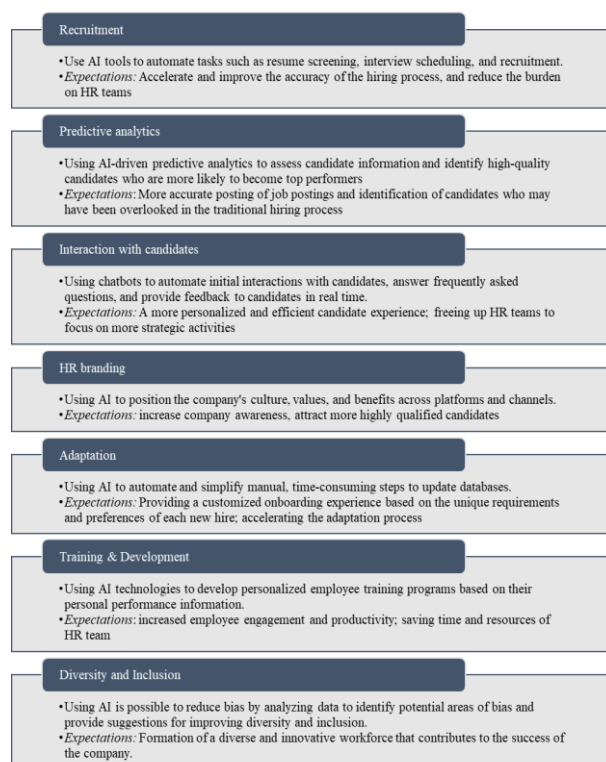 Recruitment
•Use AI tools to automate tasks such as resume screening, interview scheduling, and recruitment.
•Expectations: Accelerate and improve the accuracy of the hiring process, and reduce the burden
on HR teams
Predictive analytics
•Using AI-driven predictive analytics to assess candidate information and identify high-quality
candidates who are more likely to become top performers
•Expectations: More accurate posting of job postings and identification of candidates who may
have been overlooked in the traditional hiring process
Interaction with candidates
•Using chatbots to automate initial interactions with candidates, answer frequently asked
questions, and provide feedback to candidates in real time.
•Expectations: A more personalized and efficient candidate experience; freeing up HR teams to
focus on more strategic activities
HR branding
•Using AI to position the company's culture, values, and benefits across platforms and channels.
•Expectations: increase company awareness, attract more highly qualified candidates
Adaptation
•Using AI to automate and simplify manual, time-consuming steps to update databases.
•Expectations: Providing a customized onboarding experience based on the unique requirements
and preferences of each new hire; accelerating the adaptation process
Training & Development
•Using AI technologies to develop personalized employee training programs based on their
personal performance information.
•Expectations: increased employee engagement and productivity; saving time and resources of
HR team
Diversity and Inclusion
•Using AI is possible to reduce bias by analyzing data to identify potential areas of bias and
provide suggestions for improving diversity and inclusion.
•Expectations: Formation of a diverse and innovative workforce that contributes to the success of
the company.